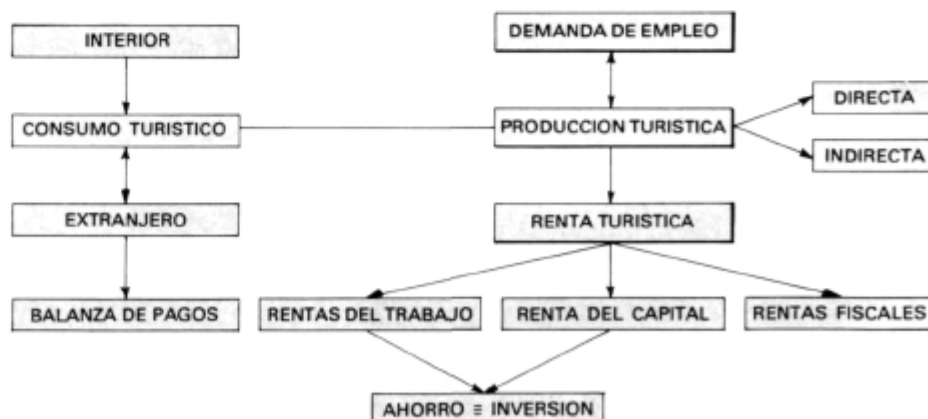 INTERIOR
DEMANDA DE EMPLEO
DIRECTA
CONSUMO TURISTICO
PRODUCCION TURISTICA
INDIRECTA
EXTRANJERO
RENTA TURISTICA
BALANZA DE PAGOS
RENTAS DEL TRABAJO
RENTA DEL CAPITAL
RENTAS FISCALES
AHORRO ≡ INVERSION